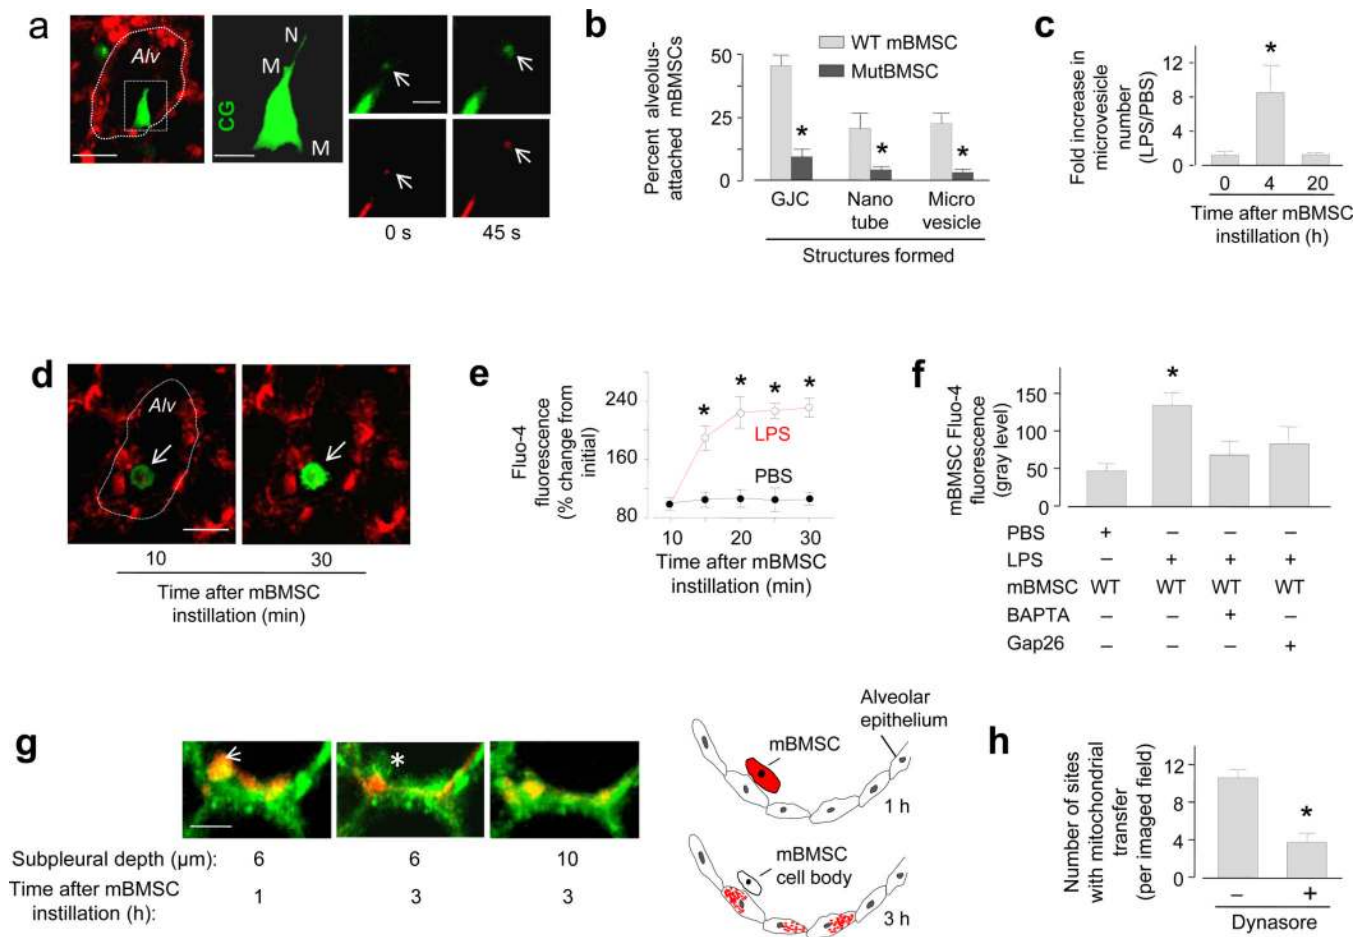 a
Alv
CG
N
M
M
0 s
45 s
b
Percent alveolus-
attached mBMSCs
50
25
0
WT mBMSC
MutBMSC
*
*
*
GJC
Nano
tube
Micro
vesicle
Structures formed
c
Fold increase in
microvesicle
number
(LPS/PBS)
12
8
4
0
*
0 4 20
Time after mBMSC
instillation (h)
d
Alv
10 30
Time after mBMSC
instillation (min)
e
Fluo-4
fluorescence
(% change from
initial)
240
160
80
* * * *
LPS
PBS
10 20 30
Time after mBMSC
instillation (min)
f
mBMSC Fluo-4
fluorescence
(gray level)
150
100
50
0
*
PBS + – – –
LPS – + + +
mBMSC WT WT WT WT
BAPTA – – + –
Gap26 – – – +
g
*
Subpleural depth (µm): 6 6 10
Time after mBMSC
instillation (h): 1 3 3
Alveolar
epithelium
mBMSC
1 h
mBMSC
cell body
3 h
h
Number of sites
with mitochondrial
transfer
(per imaged field)
12
8
4
0
*
– +
Dynasore